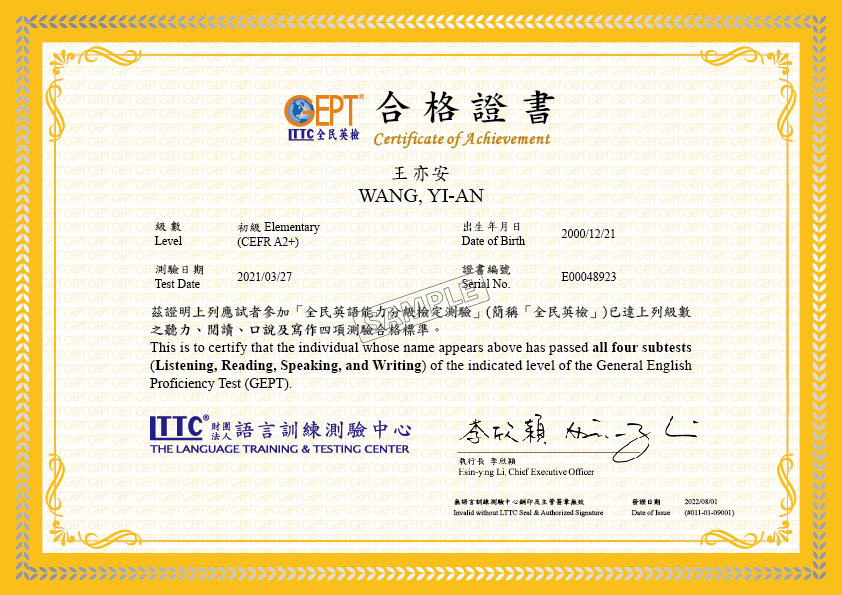 GEPT®
LTTC 全民英檢
合格證書
Certificate of Achievement
王亦安
WANG, YI-AN
級數 初級 Elementary 出生年月日 2000/12/21
Level (CEFR A2+) Date of Birth
測驗日期 2021/03/27 證書編號 E00048923
Test Date Serial No.
SAMPLE
茲證明上列應試者參加「全民英語能力分級檢定測驗」(簡稱「全民英檢」)已達上列級數
之聽力、閱讀、口說及寫作四項測驗合格標準。
This is to certify that the individual whose name appears above has passed all four subtests
(Listening, Reading, Speaking, and Writing) of the indicated level of the General English
Proficiency Test (GEPT).
LTTC® 財團法人 語言訓練測驗中心
THE LANGUAGE TRAINING & TESTING CENTER
李欣穎
執行長 李欣穎
Hsin-ying Li, Chief Executive Officer
無語言訓練測驗中心鋼印及主管簽章無效 發證日期 2022/08/01
Invalid without LTTC Seal & Authorized Signature Date of Issue (#011-01-09001)